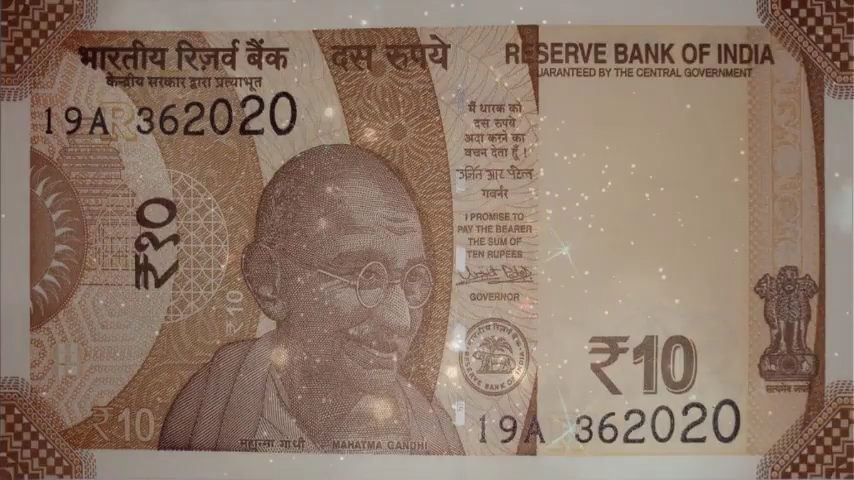 भारतीय रिज़र्व बैंक
केन्द्रीय सरकार द्वारा प्रत्याभूत
दस रुपये
RESERVE BANK OF INDIA
GUARANTEED BY THE CENTRAL GOVERNMENT
19A 362020
मैं धारक को
दस रुपये
अदा करने का
वचन देता हूँ।
गवर्नर
I PROMISE TO
PAY THE BEARER
THE SUM OF
TEN RUPEES
GOVERNOR
₹१०
₹10
₹10
₹10
महात्मा गांधी
MAHATMA GANDHI
19A 362020